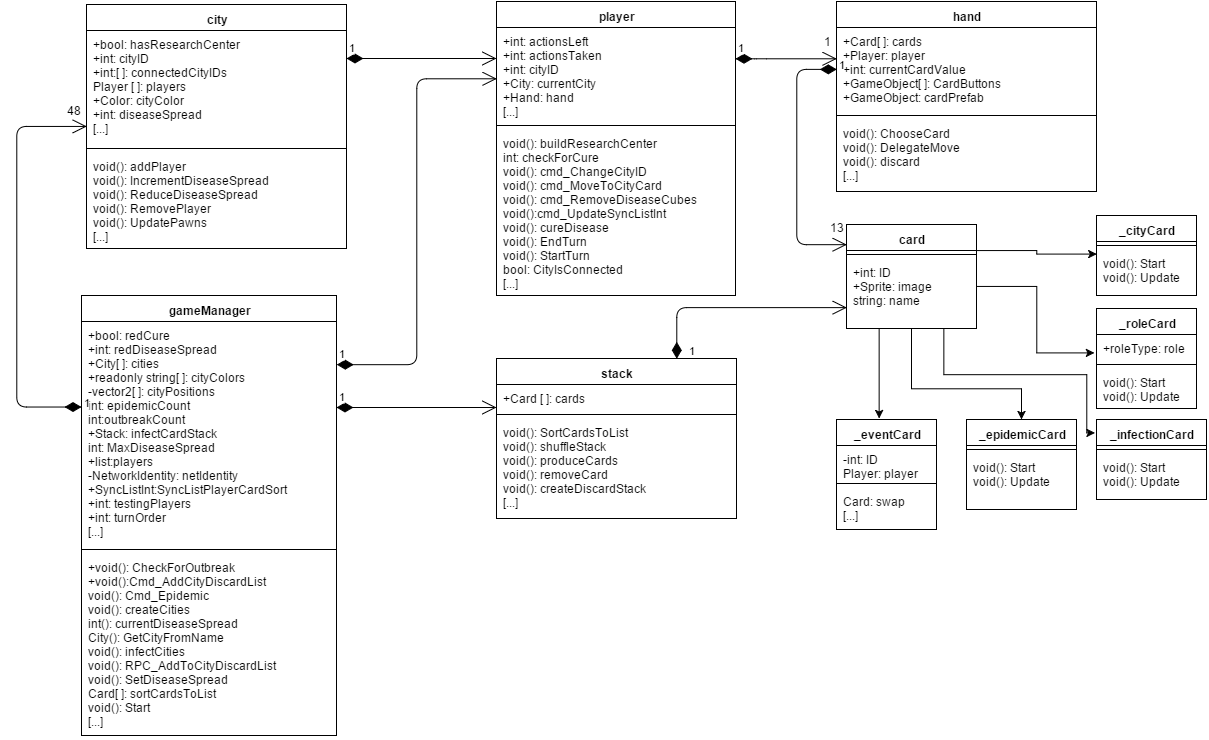 city
+bool: hasResearchCenter
+int: cityID
+int:[ ]: connectedCityIDs
Player [ ]: players
+Color: cityColor
+int: diseaseSpread
[...]
void(): addPlayer
void(): IncrementDiseaseSpread
void(): ReduceDiseaseSpread
void(): RemovePlayer
void(): UpdatePawns
[...]
1
48
player
+int: actionsLeft
+int: actionsTaken
+int: cityID
+City: currentCity
+Hand: hand
[...]
void(): buildResearchCenter
int: checkForCure
void(): cmd_ChangeCityID
void(): cmd_MoveToCityCard
void(): cmd_RemoveDiseaseCubes
void():cmd_UpdateSyncListInt
void(): cureDisease
void(): EndTurn
void(): StartTurn
bool: CityIsConnected
[...]
1
1
hand
+Card[ ]: cards
+Player: player
+int: currentCardValue
+GameObject[ ]: CardButtons
+GameObject: cardPrefab
void(): ChooseCard
void(): DelegateMove
void(): discard
[...]
1
13
card
+int: ID
+Sprite: image
string: name
_cityCard
void(): Start
void(): Update
_roleCard
+roleType: role
void(): Start
void(): Update
gameManager
+bool: redCure
+int: redDiseaseSpread
+City[ ]: cities
+readonly string[ ]: cityColors
-vector2[ ]: cityPositions
int: epidemicCount
int:outbreakCount
+Stack: infectCardStack
int: MaxDiseaseSpread
+list:players
-NetworkIdentity: netIdentity
+SyncListInt:SyncListPlayerCardSort
+int: testingPlayers
+int: turnOrder
[...]
+void(): CheckForOutbreak
+void():Cmd_AddCityDiscardList
void(): Cmd_Epidemic
void(): createCities
int(): currentDiseaseSpread
City(): GetCityFromName
void(): infectCities
void(): RPC_AddToCityDiscardList
void(): SetDiseaseSpread
Card[ ]: sortCardsToList
void(): Start
[...]
1
1
1
1
stack
+Card [ ]: cards
void(): SortCardsToList
void(): shuffleStack
void(): produceCards
void(): removeCard
void(): createDiscardStack
[...]
_eventCard
-int: ID
Player: player
Card: swap
[...]
_epidemicCard
void(): Start
void(): Update
_infectionCard
void(): Start
void(): Update